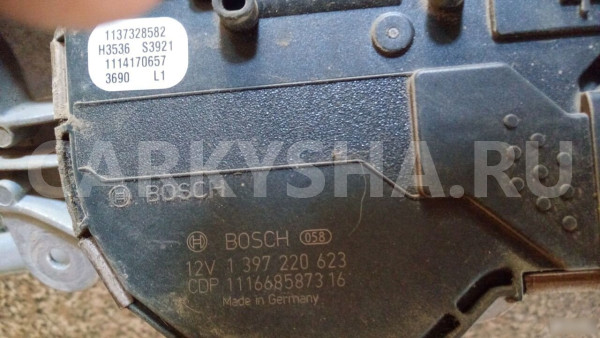 1137328582
H3536 S3921
1114170657
3690 L1
CARKYSHA.RU
BOSCH
BOSCH 058
12V 1 397 220 623
CDP 1116685873 16
Made in Germany